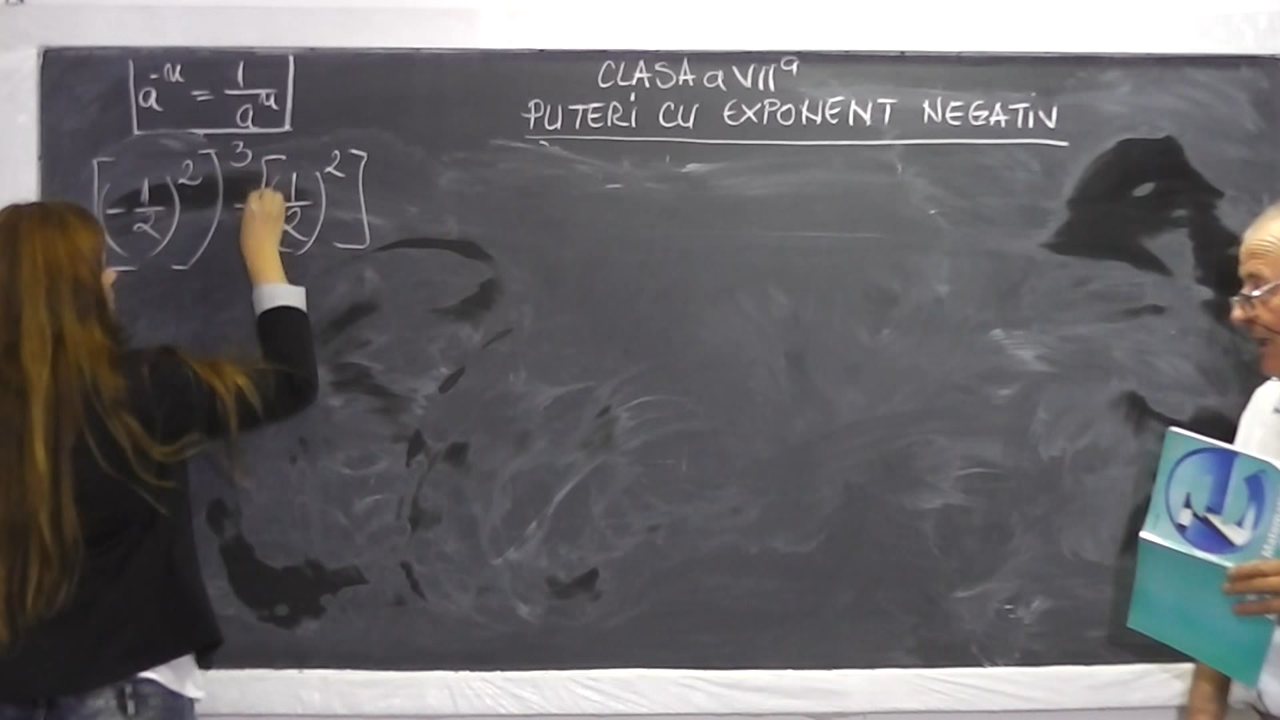 a^-n = 1/a^n
CLASA a VII^a
PUTERI CU EXPONENT NEGATIV
[(-1/2)^2]^3 - [(1/2)^2]